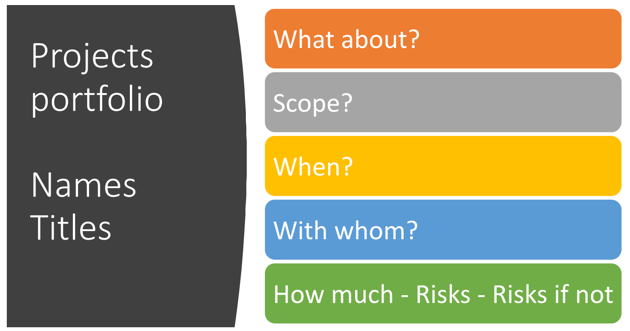 Projects
portfolio
Names
Titles
What about?
Scope?
When?
With whom?
How much - Risks - Risks if not